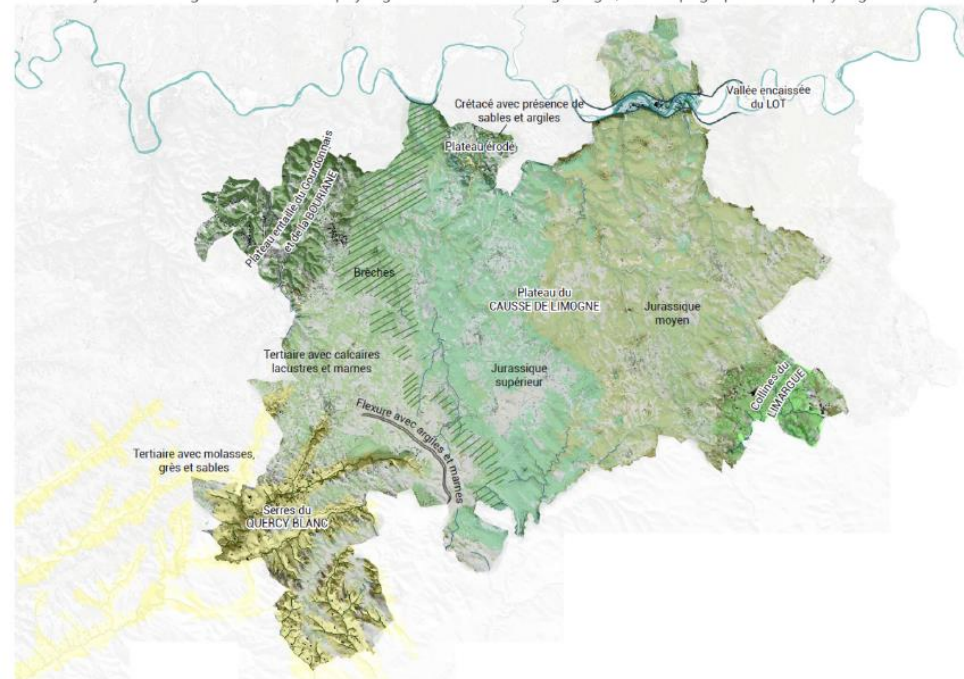 Vallée encaissée
du LOT
Crétacé avec présence de
sables et argiles
Plateau érodé
Plateau entaillé du Gourdonnais
et de la BOURIANE
Brèches
Plateau du
CAUSSE DE LIMOGNE
Jurassique
moyen
Tertiaire avec calcaires
lacustres et marnes
Jurassique
supérieur
Collines du
LIMARGUE
Flexure avec argiles et marnes
Tertiaire avec molasses,
grès et sables
Serres du
QUERCY BLANC